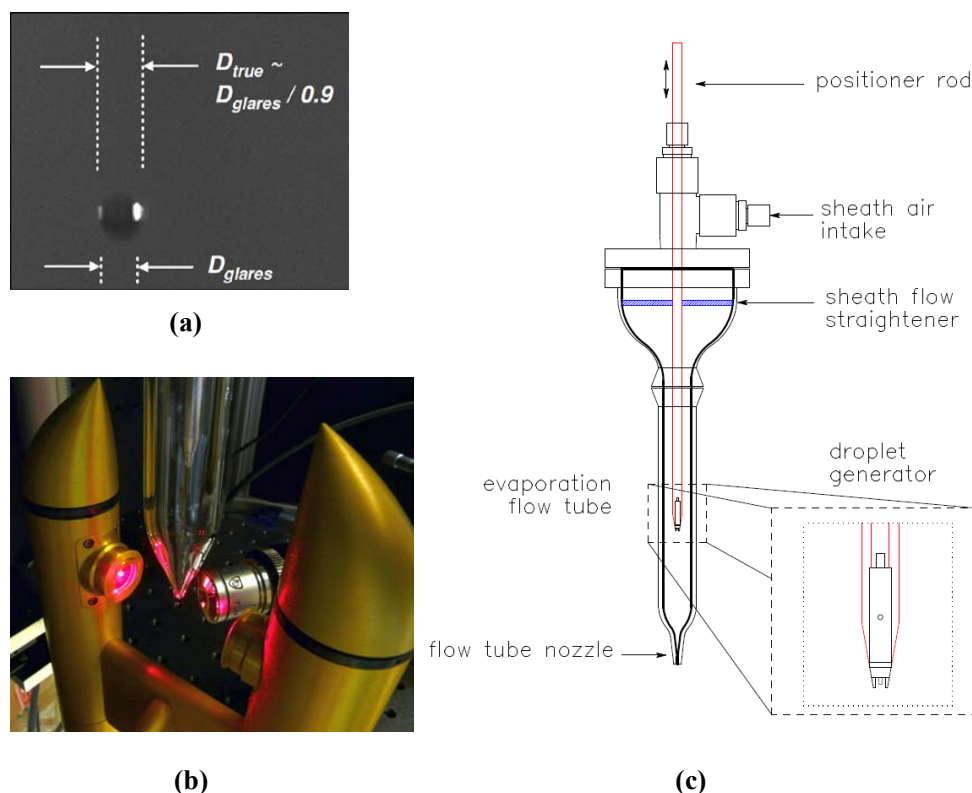 D_true ~
D_glares / 0.9
D_glares
(a)
(b)
positioner rod
sheath air
intake
sheath flow
straightener
droplet
generator
evaporation
flow tube
flow tube nozzle
(c)